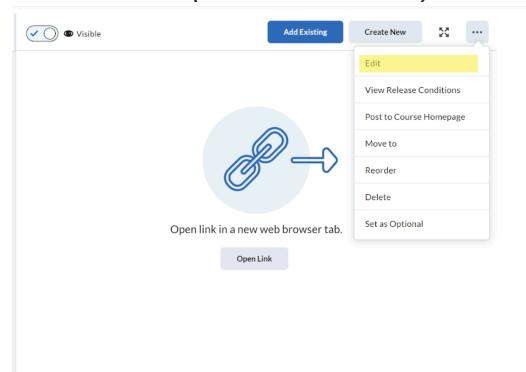 Visible
Add Existing
Create New
Edit
View Release Conditions
Post to Course Homepage
Move to
Reorder
Delete
Set as Optional
Open link in a new web browser tab.
Open Link